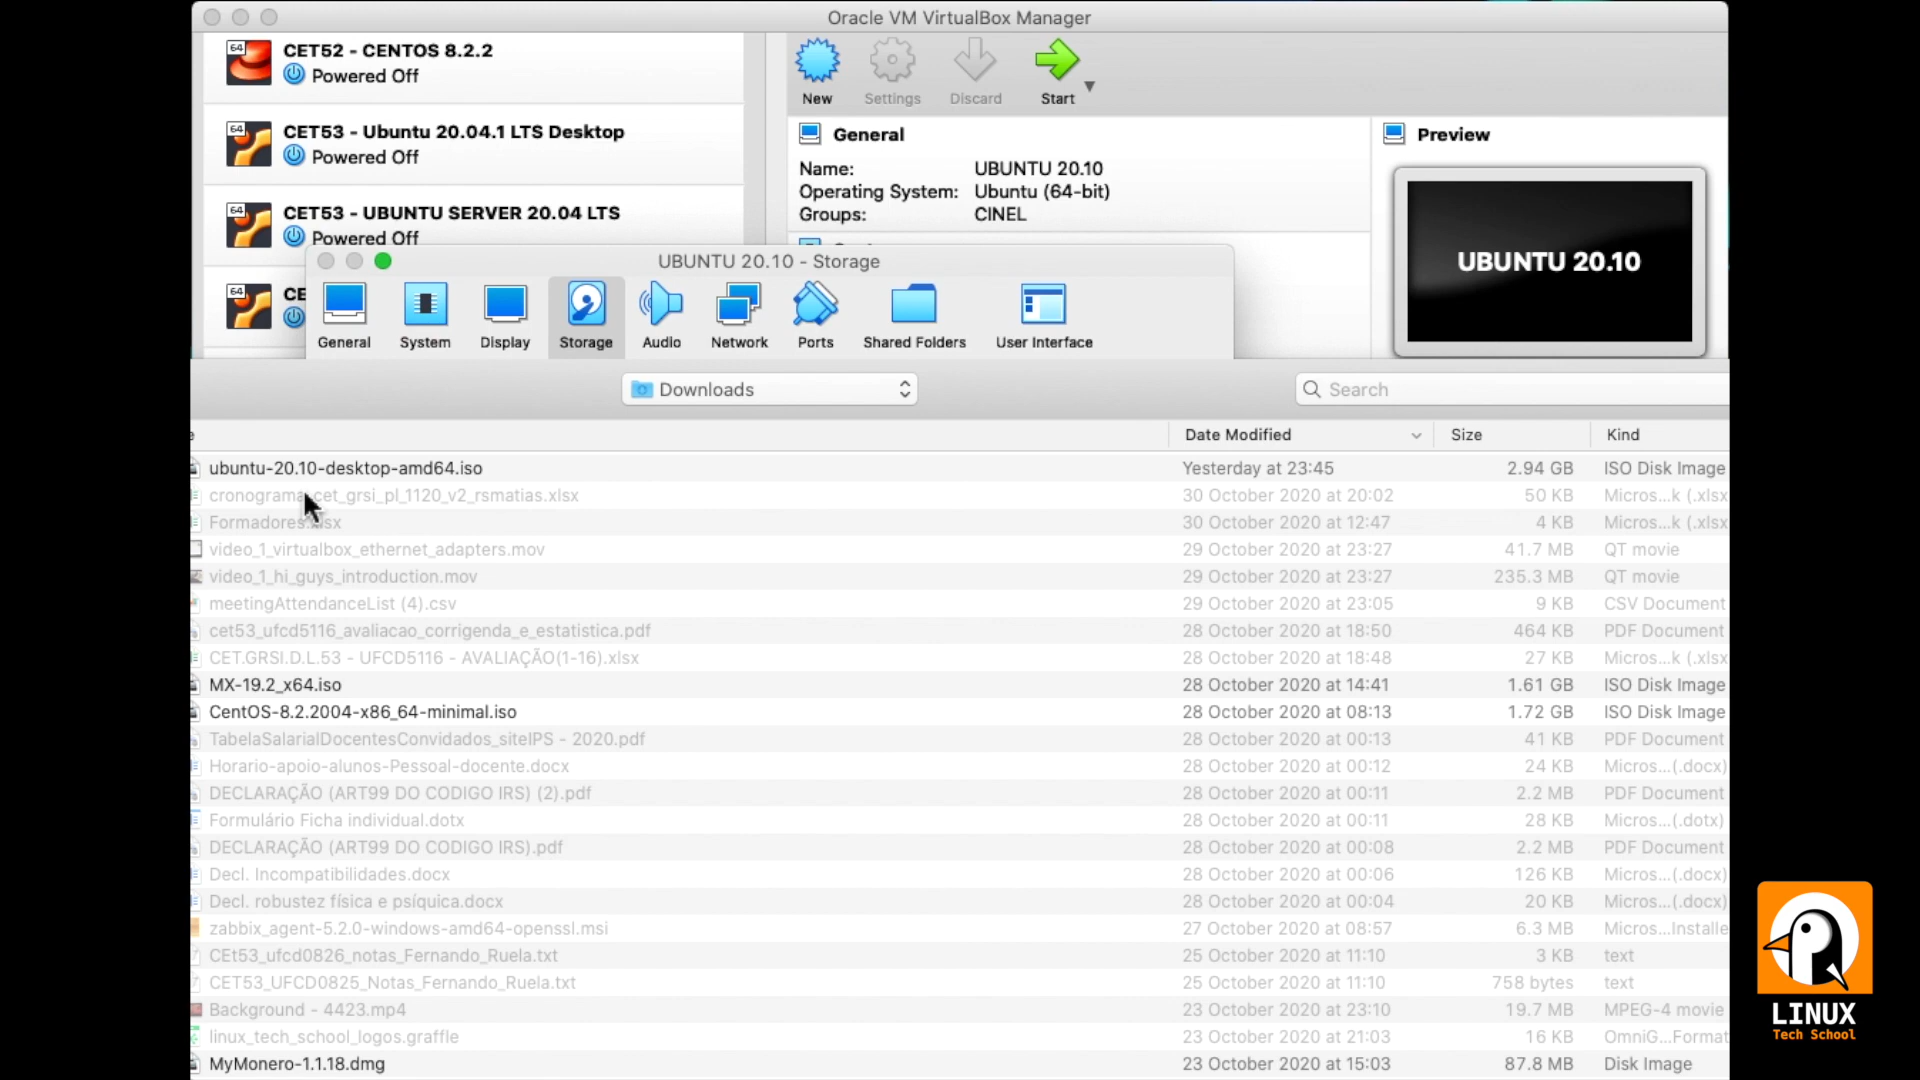 Oracle VM VirtualBox Manager
64 CET52 - CENTOS 8.2.2
Powered Off
64 CET53 - Ubuntu 20.04.1 LTS Desktop
Powered Off
64 CET53 - UBUNTU SERVER 20.04 LTS
Powered Off
64 CE
New Settings Discard Start
General
Name: UBUNTU 20.10
Operating System: Ubuntu (64-bit)
Groups: CINEL
Preview
UBUNTU 20.10
UBUNTU 20.10 - Storage
General System Display Storage Audio Network Ports Shared Folders User Interface
Downloads
Search
Date Modified Size Kind
ubuntu-20.10-desktop-amd64.iso Yesterday at 23:45 2.94 GB ISO Disk Image
cronograma_cet_grsi_pl_1120_v2_rsmatias.xlsx 30 October 2020 at 20:02 50 KB Micros...k (.xlsx
Formadores.xlsx 30 October 2020 at 12:47 4 KB Micros...k (.xlsx
video_1_virtualbox_ethernet_adapters.mov 29 October 2020 at 23:27 41.7 MB QT movie
video_1_hi_guys_introduction.mov 29 October 2020 at 23:27 235.3 MB QT movie
meetingAttendanceList (4).csv 29 October 2020 at 23:05 9 KB CSV Document
cet53_ufcd5116_avaliacao_corrigenda_e_estatistica.pdf 28 October 2020 at 18:50 464 KB PDF Document
CET.GRSI.D.L.53 - UFCD5116 - AVALIAÇÃO(1-16).xlsx 28 October 2020 at 18:48 27 KB Micros...k (.xlsx
MX-19.2_x64.iso 28 October 2020 at 14:41 1.61 GB ISO Disk Image
CentOS-8.2.2004-x86_64-minimal.iso 28 October 2020 at 08:13 1.72 GB ISO Disk Image
TabelaSalarialDocentesConvidados_siteIPS - 2020.pdf 28 October 2020 at 00:13 41 KB PDF Document
Horario-apoio-alunos-Pessoal-docente.docx 28 October 2020 at 00:12 24 KB Micros...(.docx)
DECLARAÇÃO (ART99 DO CODIGO IRS) (2).pdf 28 October 2020 at 00:11 2.2 MB PDF Document
Formulário Ficha individual.dotx 28 October 2020 at 00:11 28 KB Micros...(.dotx)
DECLARAÇÃO (ART99 DO CODIGO IRS).pdf 28 October 2020 at 00:08 2.2 MB PDF Document
Decl. Incompatibilidades.docx 28 October 2020 at 00:06 126 KB Micros...(.docx)
Decl. robustez física e psíquica.docx 28 October 2020 at 00:04 20 KB Micros...(.docx)
zabbix_agent-5.2.0-windows-amd64-openssl.msi 27 October 2020 at 08:57 6.3 MB Micros...Installe
CEt53_ufcd0826_notas_Fernando_Ruela.txt 25 October 2020 at 11:10 3 KB text
CET53_UFCD0825_Notas_Fernando_Ruela.txt 25 October 2020 at 11:10 758 bytes text
Background - 4423.mp4 23 October 2020 at 23:10 19.7 MB MPEG-4 movie
linux_tech_school_logos.graffle 23 October 2020 at 21:03 16 KB OmniG...Format
MyMonero-1.1.18.dmg 23 October 2020 at 15:03 87.8 MB Disk Image
LINUX
Tech School